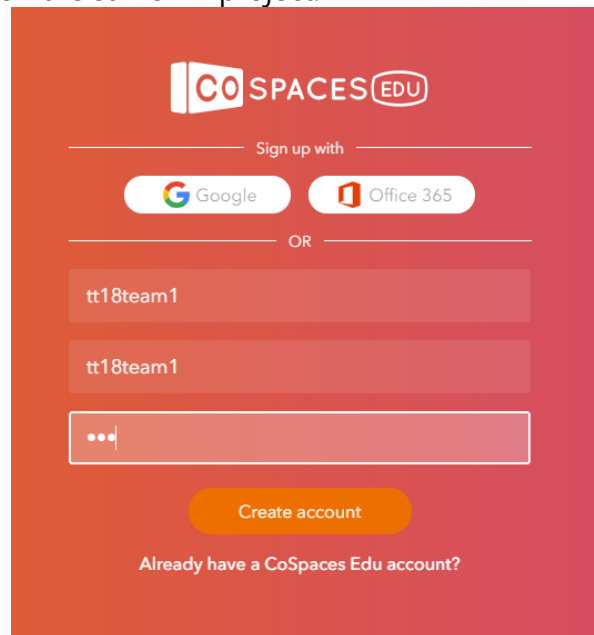 CO SPACES EDU
Sign up with
Google Office 365
OR
tt18team1
tt18team1
•••
Create account
Already have a CoSpaces Edu account?